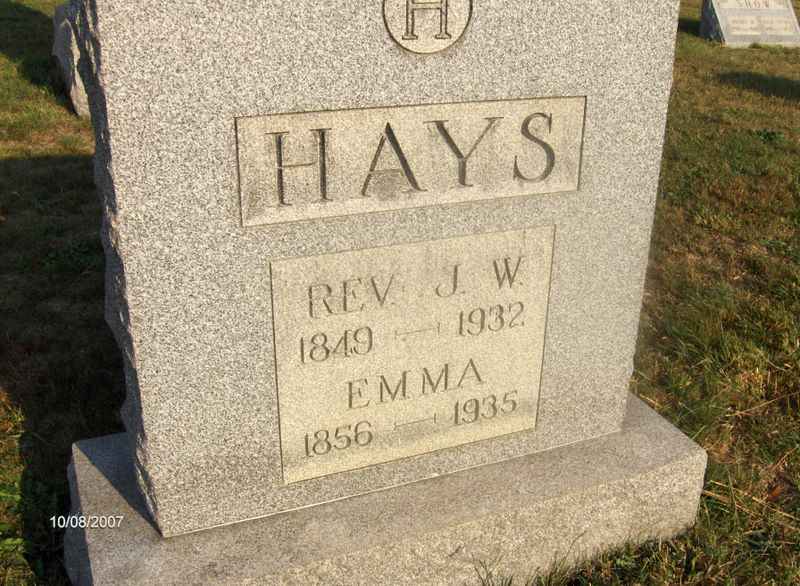 H
HAYS
REV. J. W.
1849 — 1932
EMMA
1856 — 1935
10/08/2007